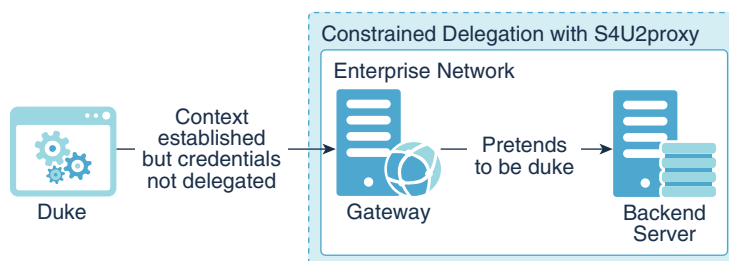 Constrained Delegation with S4U2proxy
Enterprise Network
Context
established
but credentials
not delegated
Pretends
to be duke
Duke
Gateway
Backend
Server